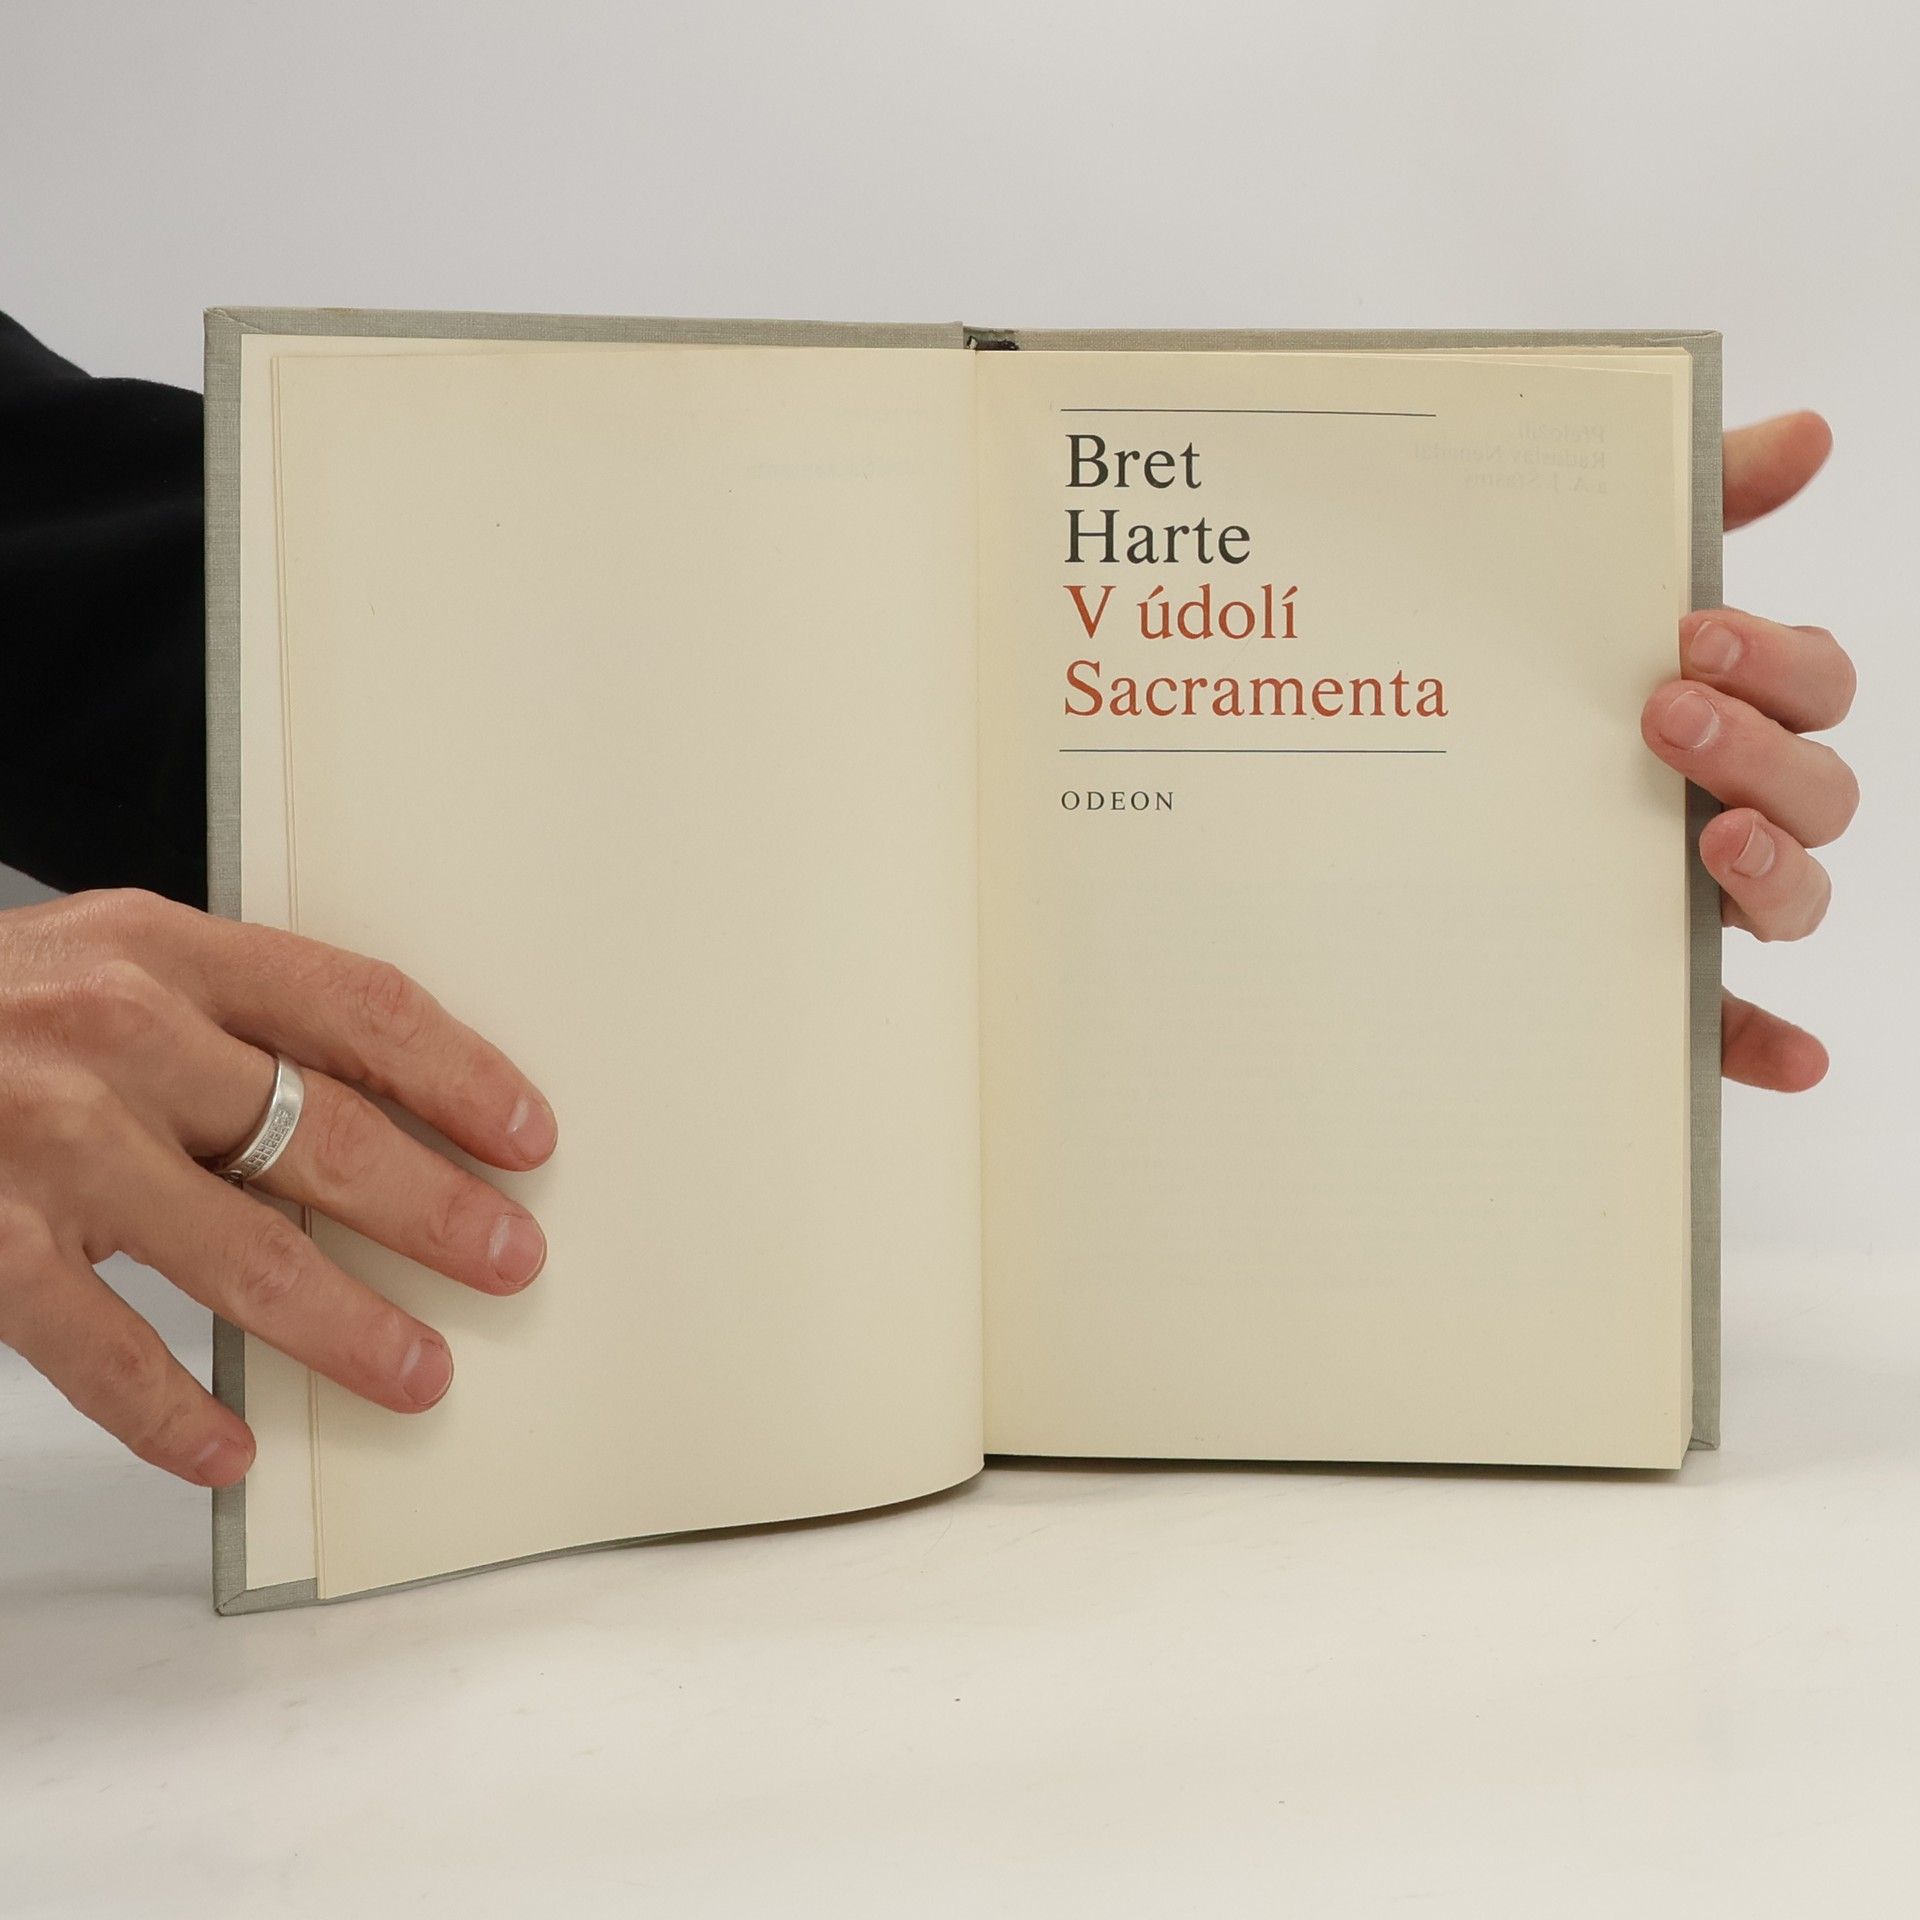 Bret
Harte
V údolí
Sacramenta
ODEON